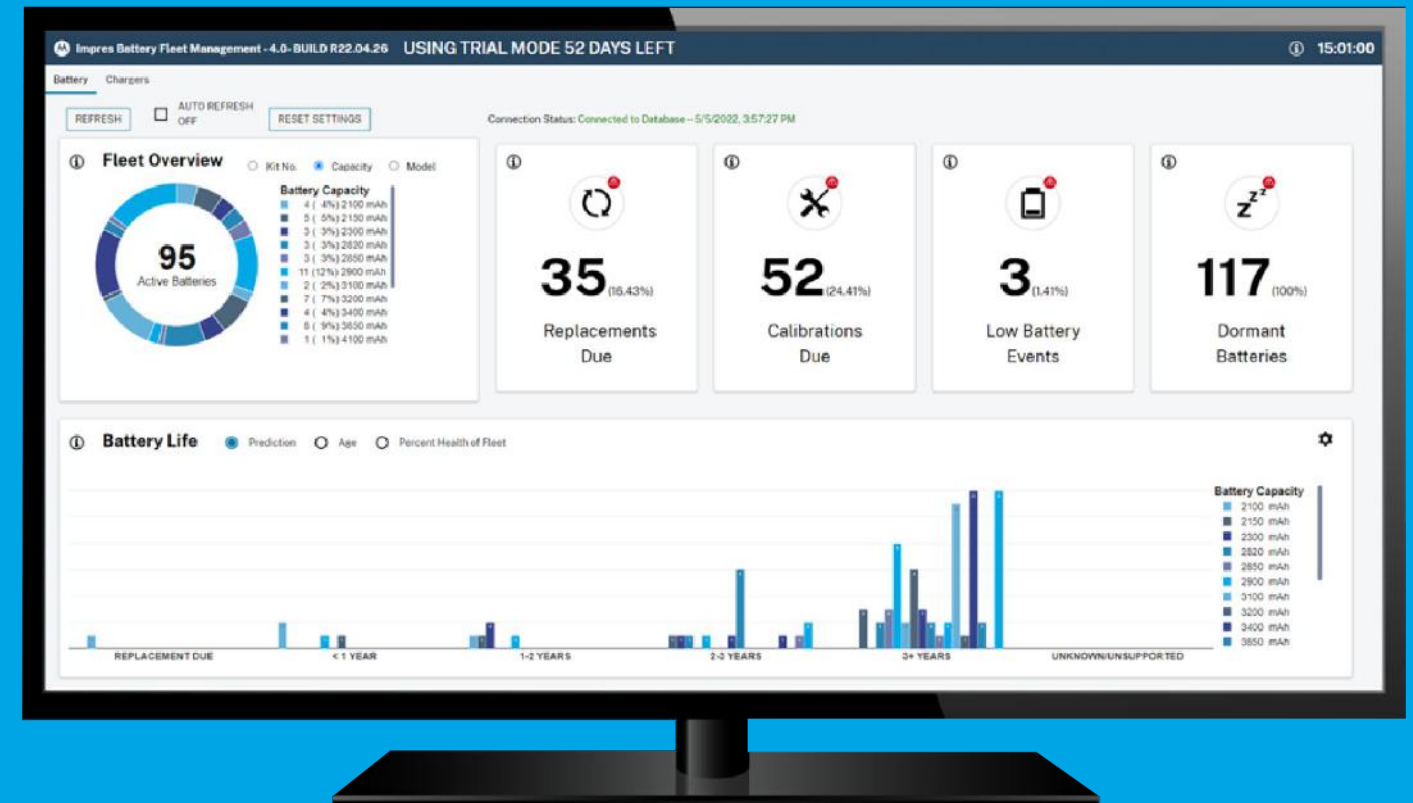 Impres Battery Fleet Management - 4.0- BUILD R22.04.26 USING TRIAL MODE 52 DAYS LEFT
15:01:00
Battery Chargers
REFRESH
AUTO REFRESH
OFF
RESET SETTINGS
Connection Status: Connected to Database – 5/5/2022, 3:57:27 PM
Fleet Overview
Kit No. Capacity Model
95
Active Batteries
Battery Capacity
4 ( 4%) 2100 mAh
5 ( 5%) 2150 mAh
3 ( 3%) 2300 mAh
3 ( 3%) 2820 mAh
3 ( 3%) 2850 mAh
11 (12%) 2900 mAh
2 ( 2%) 3100 mAh
7 ( 7%) 3200 mAh
4 ( 4%) 3400 mAh
( 9%) 3850 mAh
1 ( 1%) 4100 mAh
35 (16.43%)
Replacements
Due
52 (24.41%)
Calibrations
Due
3 (1.41%)
Low Battery
Events
zzz
117 (100%)
Dormant
Batteries
Battery Life
Prediction Age Percent Health of Fleet
REPLACEMENT DUE
< 1 YEAR
1-2 YEARS
2-3 YEARS
3+ YEARS
UNKNOWN/UNSUPPORTED
Battery Capacity
2100 mAh
2150 mAh
2300 mAh
2820 mAh
2850 mAh
2900 mAh
3100 mAh
3200 mAh
3400 mAh
3850 mAh